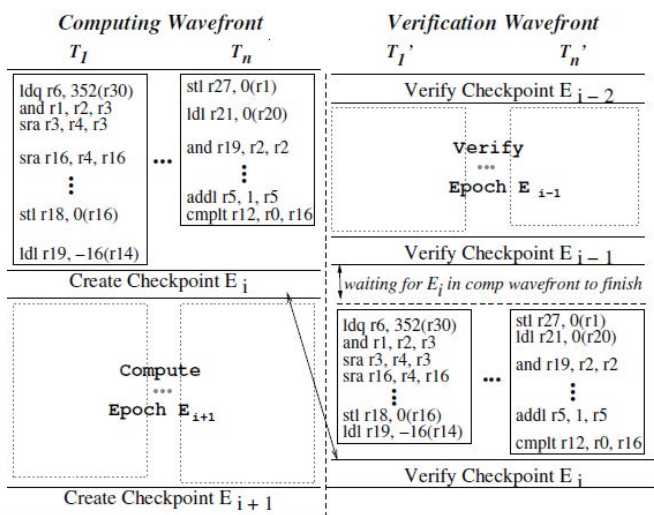 Computing Wavefront
T1 Tn
ldq r6, 352(r30)
and r1, r2, r3
sra r3, r4, r3
sra r16, r4, r16
stl r18, 0(r16)
ldl r19, −16(r14)
...
stl r27, 0(r1)
ldl r21, 0(r20)
and r19, r2, r2
addl r5, 1, r5
cmplt r12, r0, r16
Create Checkpoint E i
Compute
...
Epoch E i+1
Create Checkpoint E i + 1
Verification Wavefront
T1' Tn'
Verify Checkpoint E i − 2
Verify
...
Epoch E i-1
Verify Checkpoint E i − 1
waiting for Ei in comp wavefront to finish
ldq r6, 352(r30)
and r1, r2, r3
sra r3, r4, r3
sra r16, r4, r16
stl r18, 0(r16)
ldl r19, −16(r14)
...
stl r27, 0(r1)
ldl r21, 0(r20)
and r19, r2, r2
addl r5, 1, r5
cmplt r12, r0, r16
Verify Checkpoint E i